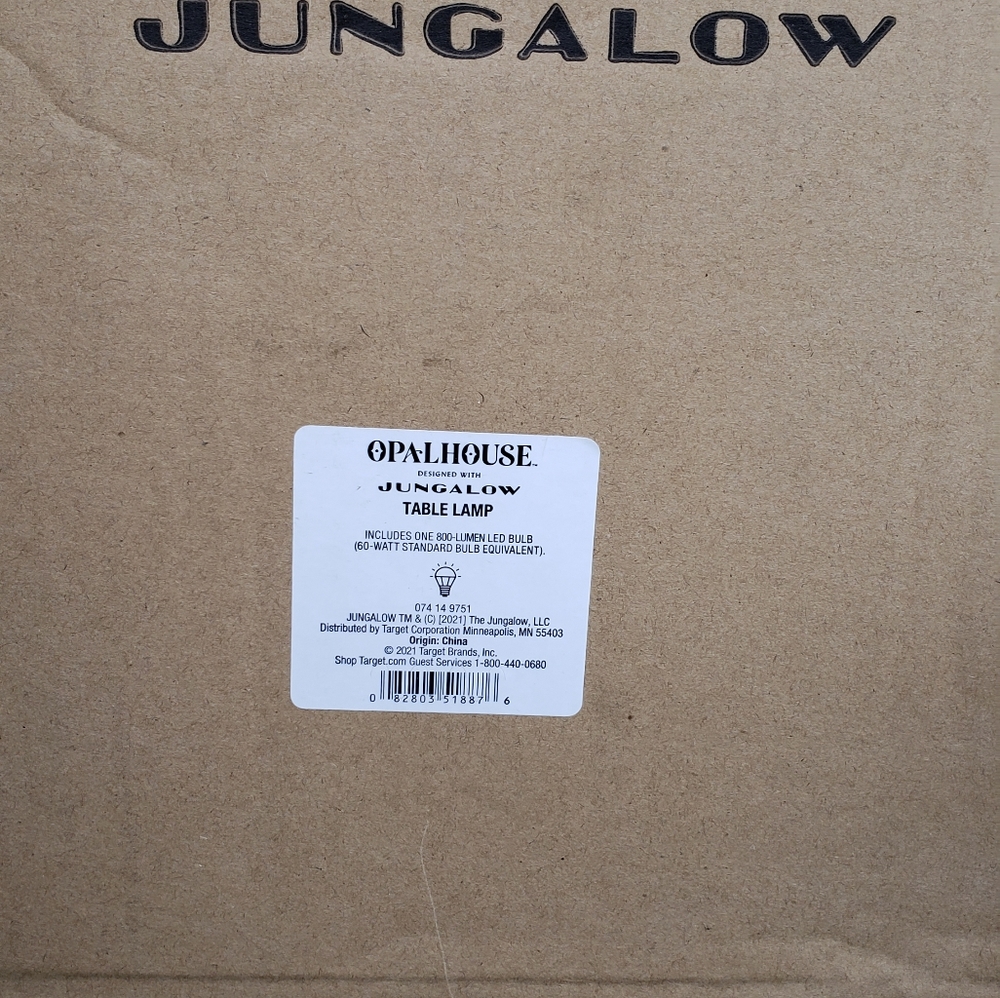 JUNGALOW
OPALHOUSE™
DESIGNED WITH
JUNGALOW
TABLE LAMP
INCLUDES ONE 800-LUMEN LED BULB
(60-WATT STANDARD BULB EQUIVALENT).
074 14 9751
JUNGALOW TM & (C) [2021] The Jungalow, LLC
Distributed by Target Corporation Minneapolis, MN 55403
Origin: China
© 2021 Target Brands, Inc.
Shop Target.com Guest Services 1-800-440-0680
0 82803 51887 6